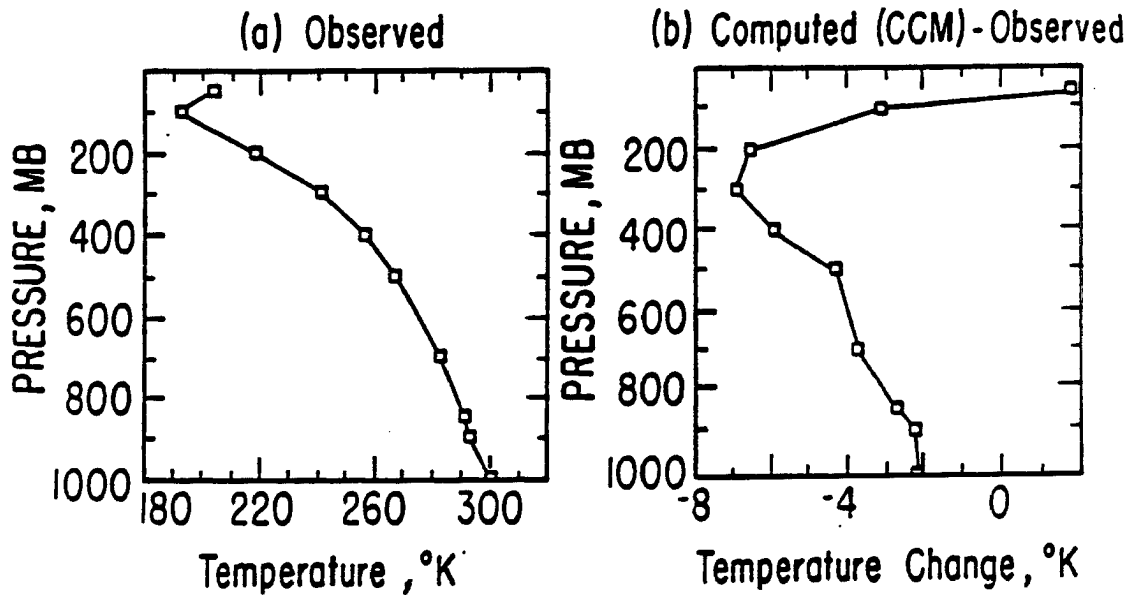 (a) Observed
PRESSURE, MB
200
400
600
800
1000
180 220 260 300
Temperature, °K
(b) Computed (CCM)-Observed
PRESSURE, MB
200
400
600
800
1000
-8 -4 0
Temperature Change, °K